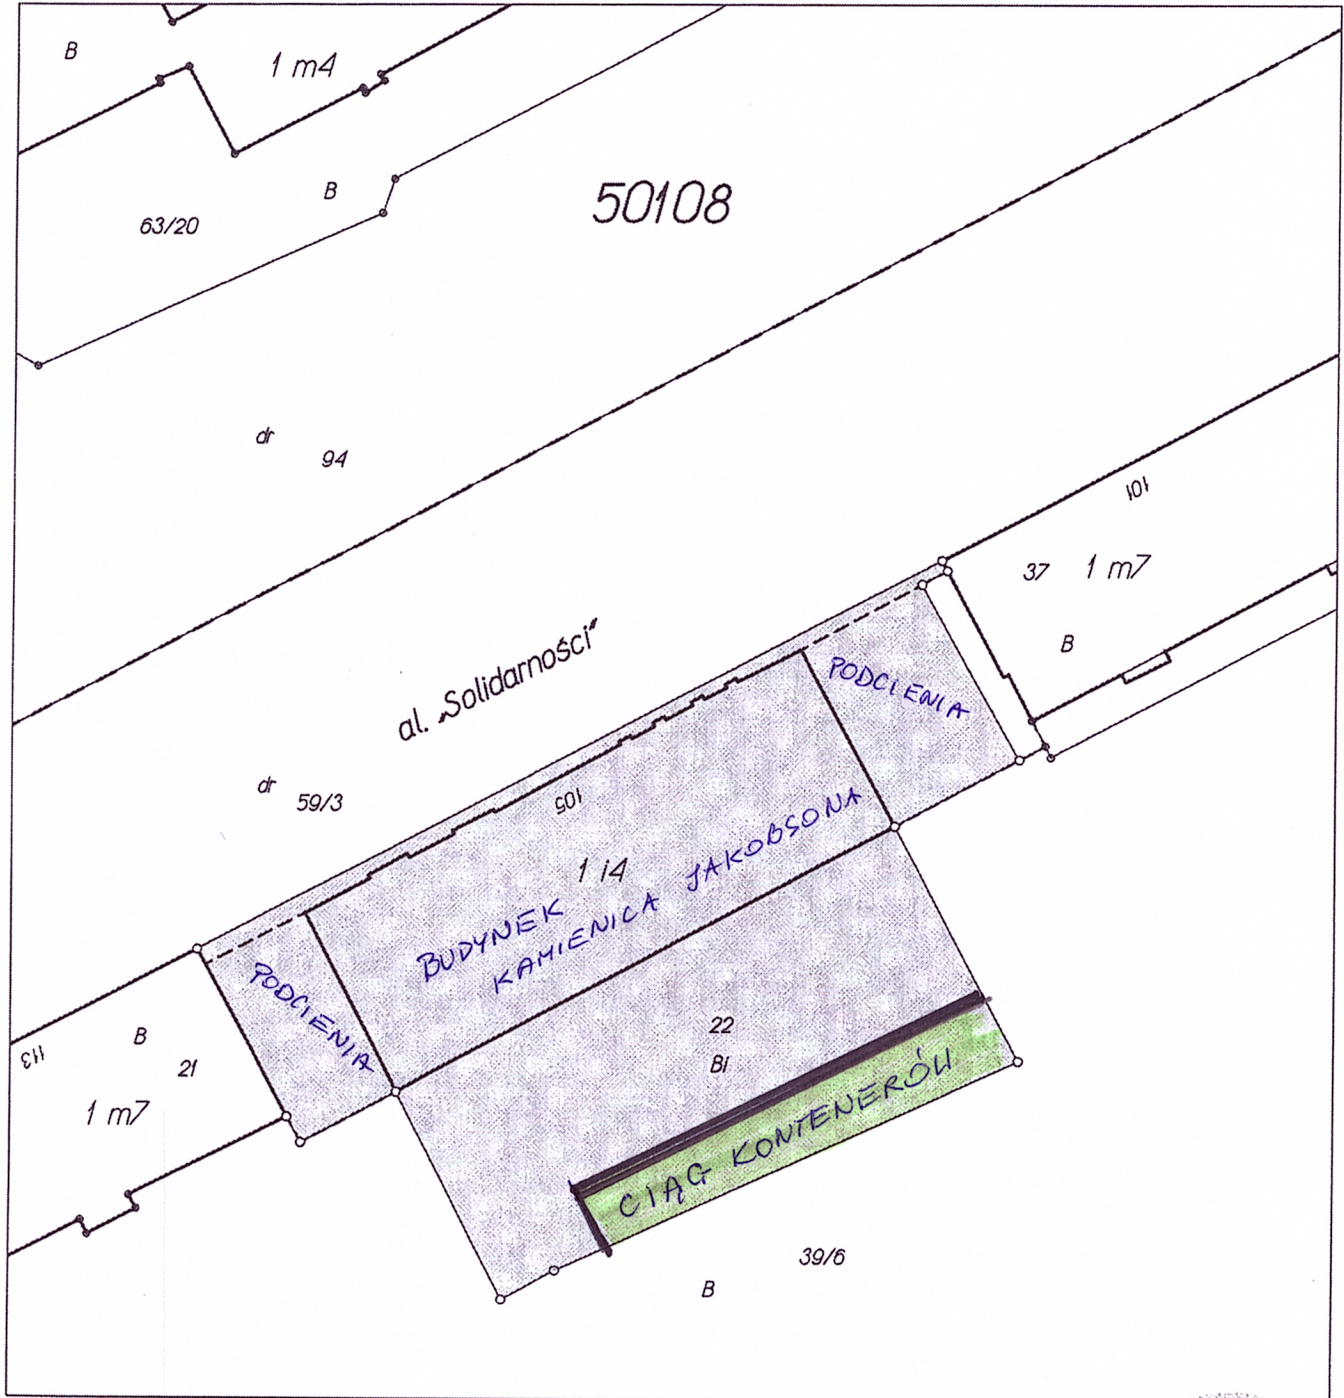 B
1 m4
B
63/20
50108
dr
94
101
37
1 m7
B
al. „Solidarności"
PODCIENIA
dr
59/3
105
1 i4
BUDYNEK
KAMIENICA JAKOBSONA
PODCIENIA
113
B
21
1 m7
22
BI
CIĄG KONTENERÓW
39/6
B